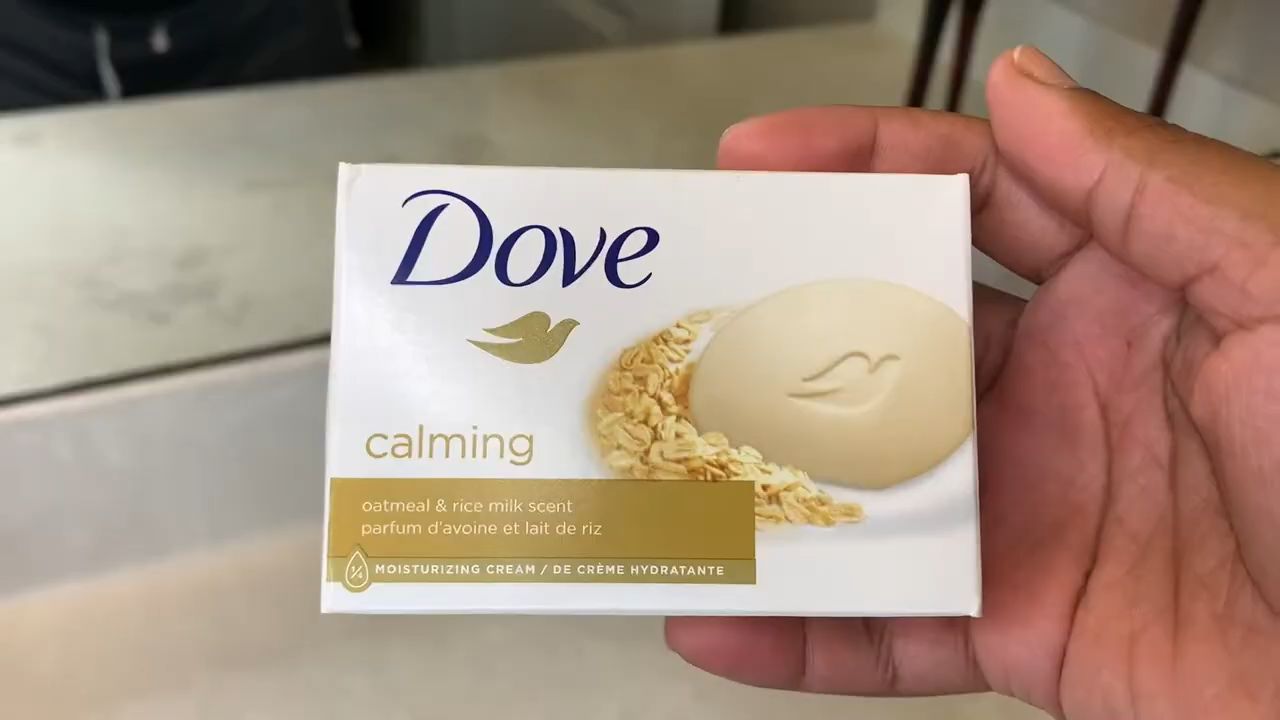 Dove
calming
oatmeal & rice milk scent
parfum d'avoine et lait de riz
¼ MOISTURIZING CREAM / DE CRÈME HYDRATANTE